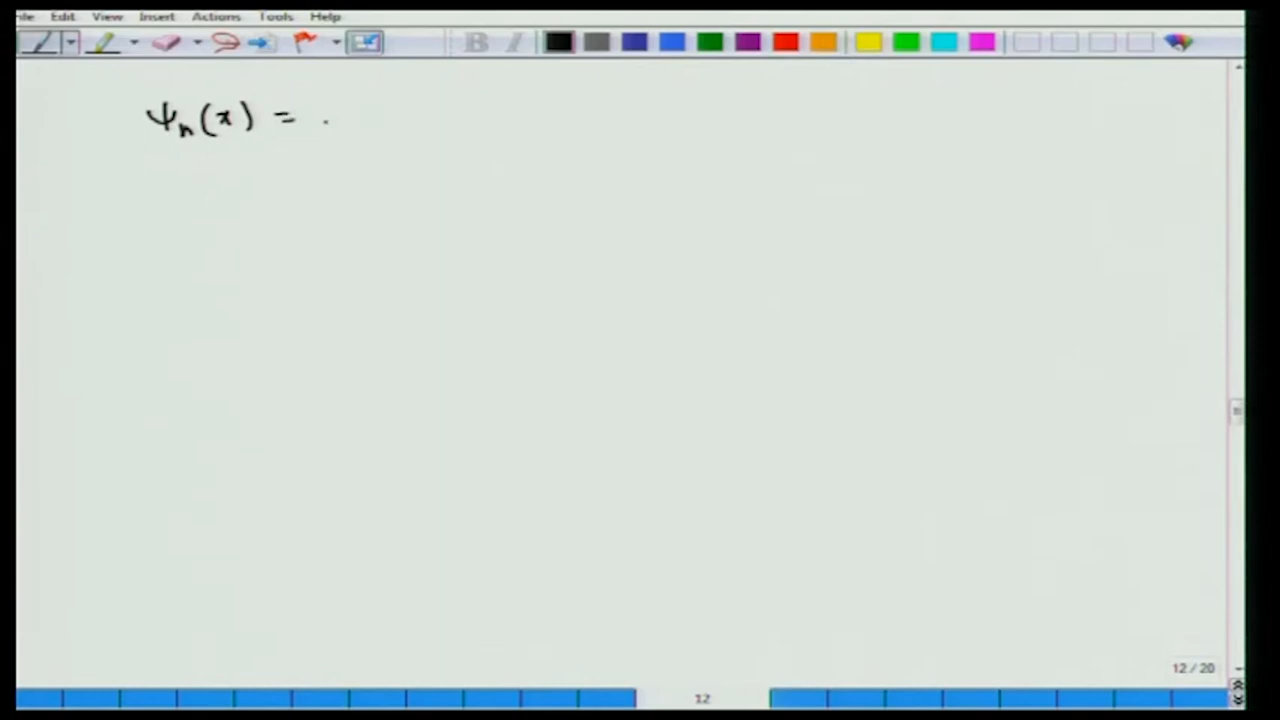 File Edit View Insert Actions Tools Help
B I
ψₙ(x) = .
12 / 20
12